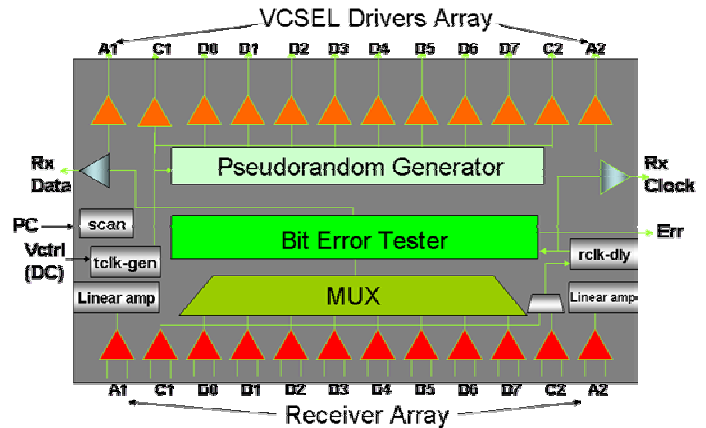 VCSEL Drivers Array
A1 C1 D0 D1 D2 D3 D4 D5 D6 D7 C2 A2
Pseudorandom Generator
Rx Data
Rx Clock
PC
scan
Bit Error Tester
Err
Vctrl (DC)
tclk-gen
rclk-dly
Linear amp
MUX
Linear amp
A1 C1 D0 D1 D2 D3 D4 D5 D6 D7 C2 A2
Receiver Array